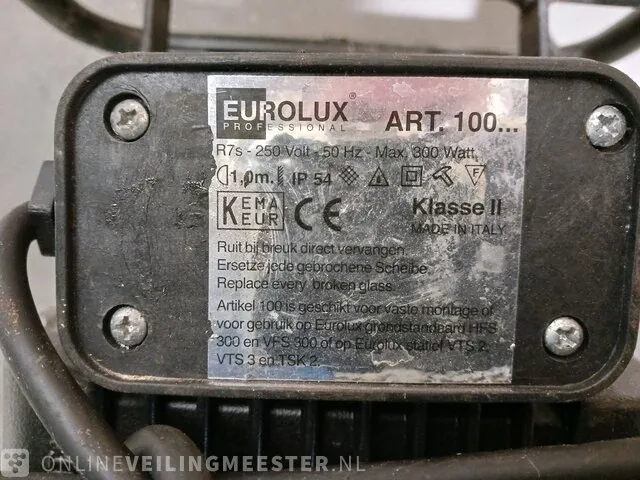 EUROLUX® ART. 100...
PROFESSIONAL
R7s - 250 Volt - 50 Hz - Max. 300 Watt.
1,0m. IP 54 F
KEMA KEUR CE Klasse II
MADE IN ITALY
Ruit bij breuk direct vervangen.
Ersetze jede gebrochene Scheibe.
Replace every broken glass.
Artikel 100 is geschikt voor vaste montage of
voor gebruik op Eurolux grondstandaard HFS
300 en VFS 300 of op Eurolux statief VTS 2,
VTS 3 en TSK 2.
ONLINEVEILINGMEESTER.NL